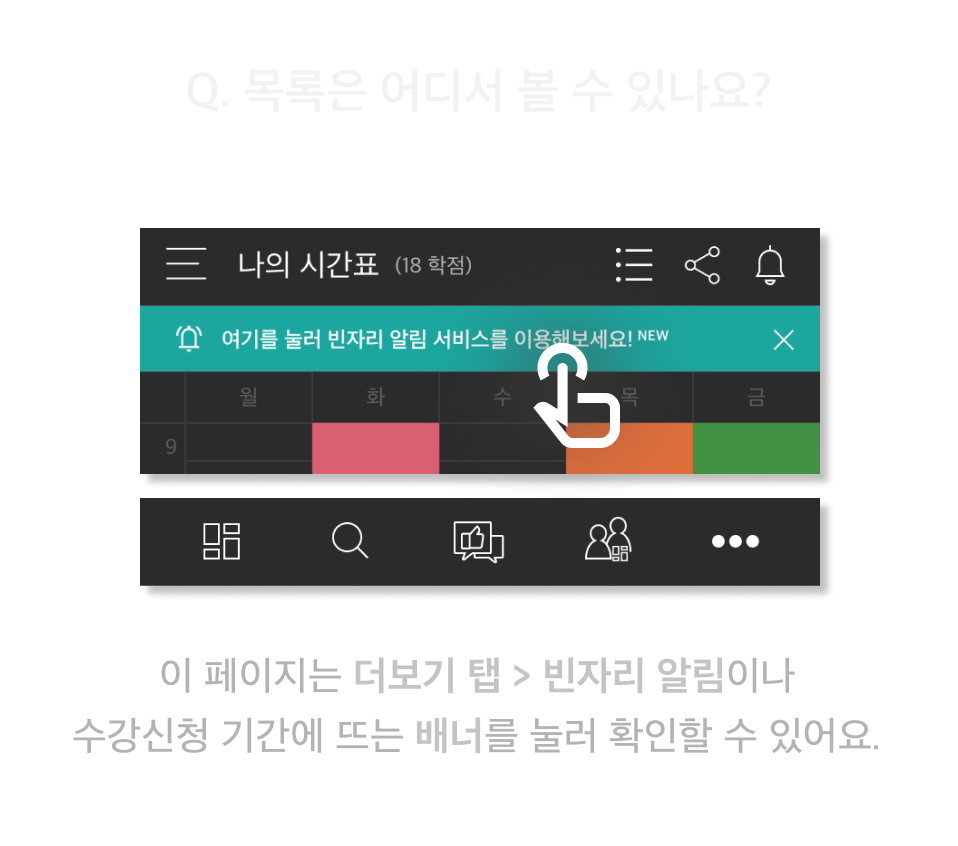 Q. 목록은 어디서 볼 수 있나요?
나의 시간표 (18 학점)
여기를 눌러 빈자리 알림 서비스를 이용해보세요! NEW
월 화 수 목 금
9
이 페이지는 더보기 탭 > 빈자리 알림이나
수강신청 기간에 뜨는 배너를 눌러 확인할 수 있어요.